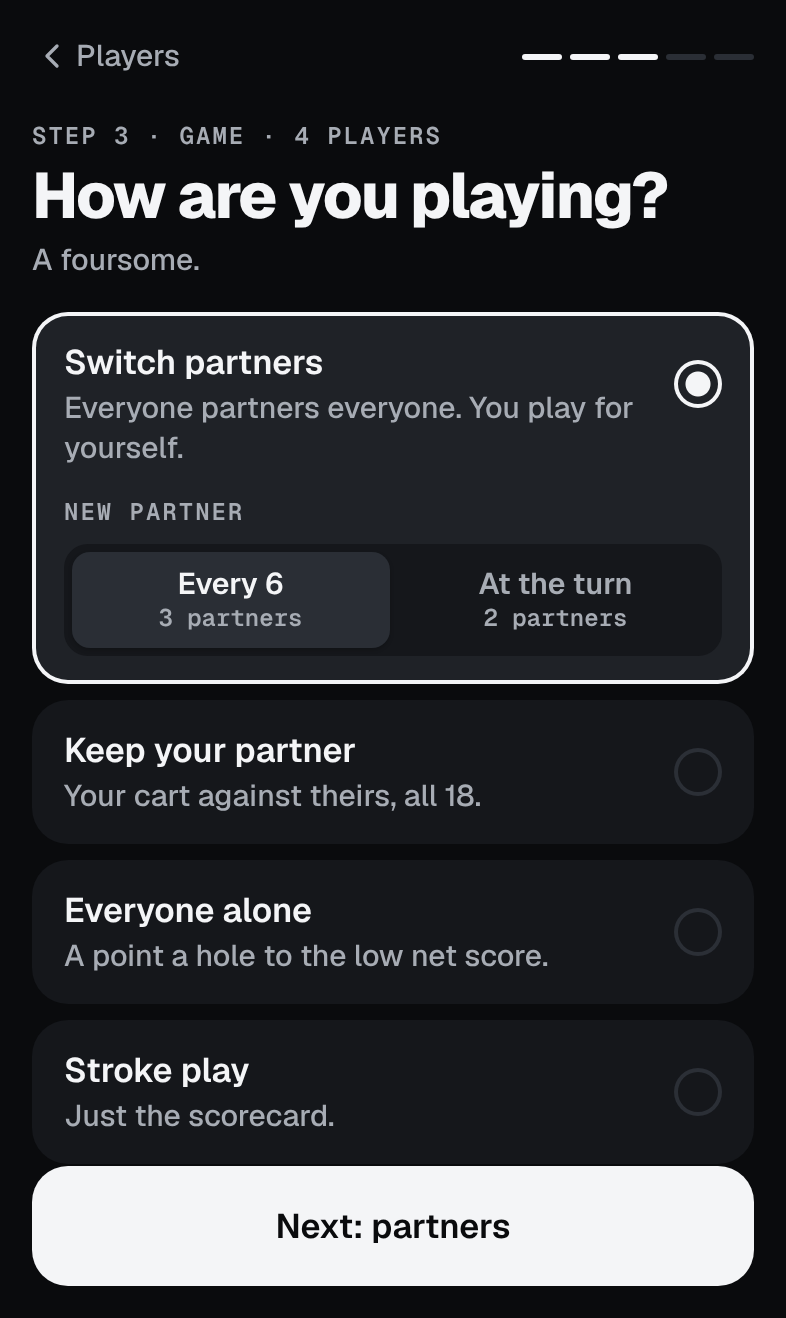 Players
STEP 3 · GAME · 4 PLAYERS
How are you playing?
A foursome.
Switch partners
Everyone partners everyone. You play for
yourself.
NEW PARTNER
Every 6
3 partners
At the turn
2 partners
Keep your partner
Your cart against theirs, all 18.
Everyone alone
A point a hole to the low net score.
Stroke play
Just the scorecard.
Next: partners